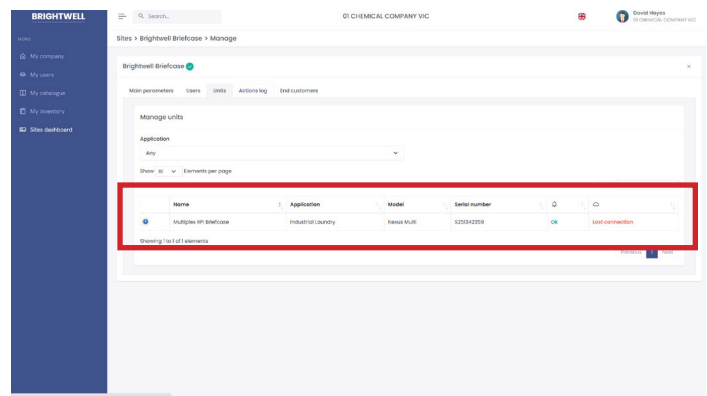 BRIGHTWELL
Search...
01 CHEMICAL COMPANY VIC
David Hayes
01 CHEMICAL COMPANY VIC
MENU
My company
My users
My catalogue
My inventory
Sites dashboard
Sites > Brightwell Briefcase > Manage
Brightwell Briefcase
×
Main parameters Users Units Actions log End customers
Manage units
Application
Any
Show 10 Elements per page
Name Application Model Serial number
Multiplex RPI Briefcase Industrial Laundry Nexus Multi S251342359 OK Lost connection
Showing 1 to 1 of 1 elements
Previous 1 Next